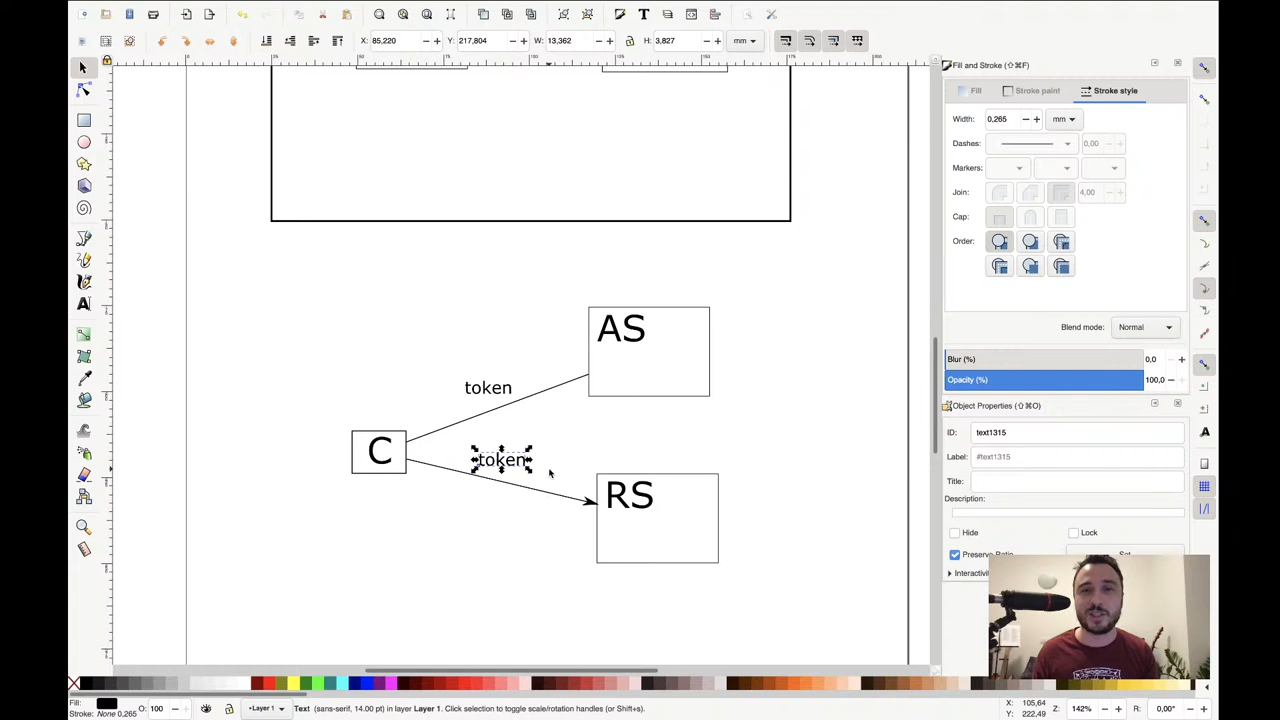 X: 85,220 Y: 217,804 W: 13,362 H: 3,827 mm
Fill and Stroke (⇧⌘F)
Fill Stroke paint Stroke style
Width: 0,265 mm
Dashes: 0,00
Markers:
Join: 4,00
Cap:
Order:
Blend mode: Normal
Blur (%) 0,0
Opacity (%) 100,0
Object Properties (⇧⌘O)
ID: text1315
Label: #text1315
Title:
Description:
Hide Lock
AS
token
C
token
RS
Fill:
Stroke: None 0,265
O: 100
Layer 1
Text (sans-serif, 14.00 pt) in layer Layer 1. Click selection to toggle scale/rotation handles (or Shift+s).
X: 105,64
Y: 222,49
Z: 142%
R: 0,00°